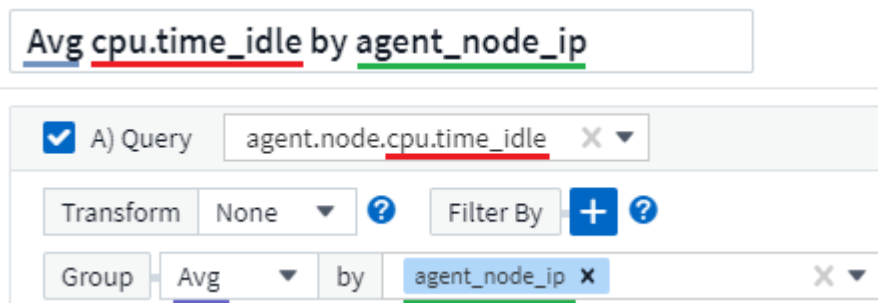 Avg cpu.time_idle by agent_node_ip
A) Query agent.node.cpu.time_idle
Transform None ? Filter By + ?
Group Avg by agent_node_ip